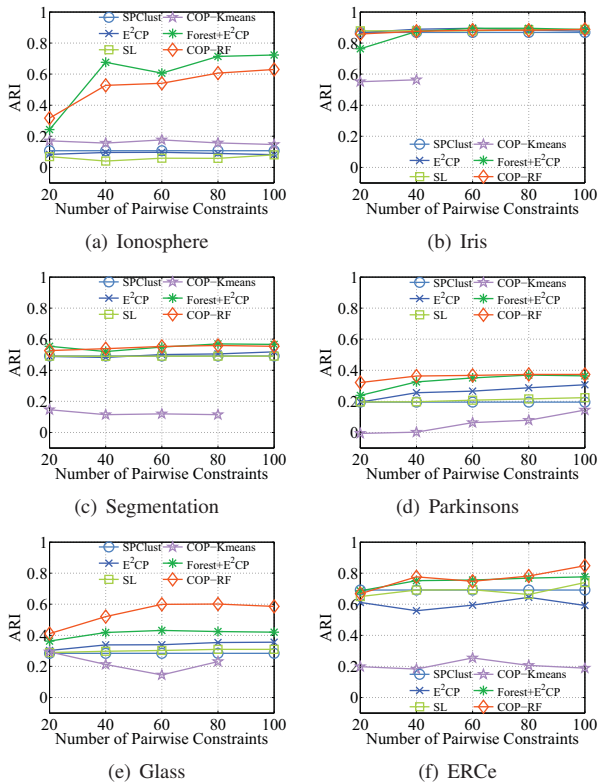 SPClust COP−Kmeans
E²CP Forest+E²CP
SL COP−RF
ARI
1
0.8
0.6
0.4
0.2
0
20 40 60 80 100
Number of Pairwise Constraints
(a) Ionosphere
ARI
1
0.8
0.6
0.4
0.2
0
SPClust COP−Kmeans
E²CP Forest+E²CP
SL COP−RF
20 40 60 80 100
Number of Pairwise Constraints
(b) Iris
SPClust COP−Kmeans
E²CP Forest+E²CP
SL COP−RF
ARI
1
0.8
0.6
0.4
0.2
0
20 40 60 80 100
Number of Pairwise Constraints
(c) Segmentation
SPClust COP−Kmeans
E²CP Forest+E²CP
SL COP−RF
ARI
1
0.8
0.6
0.4
0.2
0
20 40 60 80 100
Number of Pairwise Constraints
(d) Parkinsons
SPClust COP−Kmeans
E²CP Forest+E²CP
SL COP−RF
ARI
1
0.8
0.6
0.4
0.2
0
20 40 60 80 100
Number of Pairwise Constraints
(e) Glass
ARI
1
0.8
0.6
0.4
0.2
0
SPClust COP−Kmeans
E²CP Forest+E²CP
SL COP−RF
20 40 60 80 100
Number of Pairwise Constraints
(f) ERCe